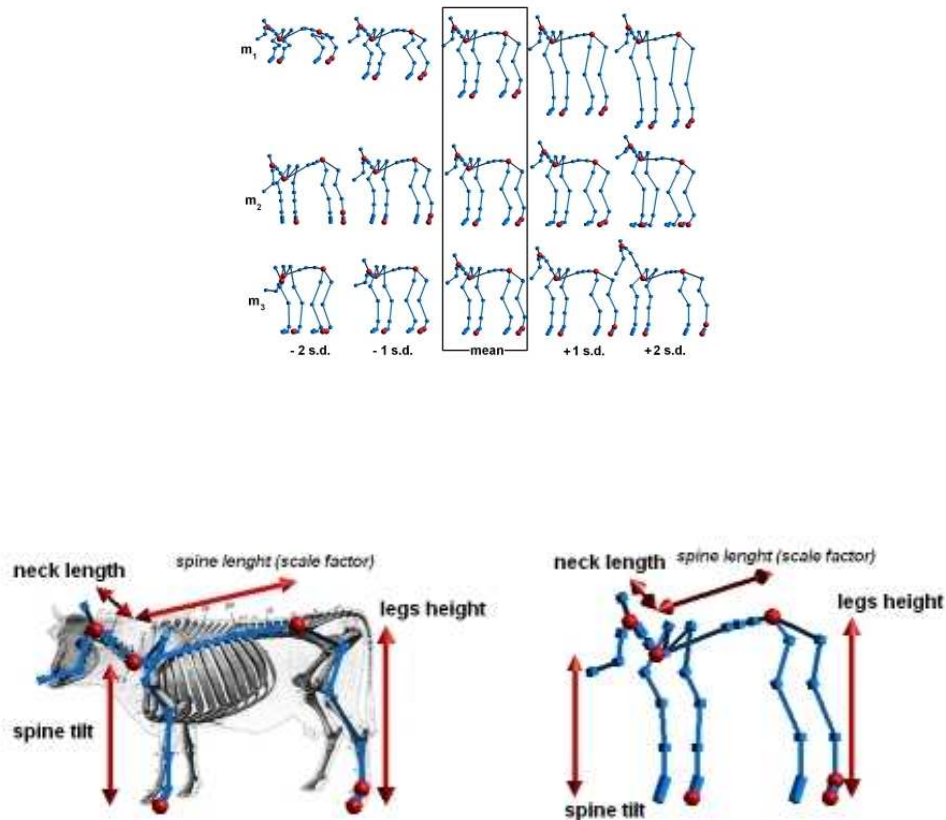 m1
m2
m3
- 2 s.d.
- 1 s.d.
mean
+1 s.d.
+2 s.d.
spine lenght (scale factor)
neck length
legs height
spine tilt
spine lenght (scale factor)
neck length
legs height
spine tilt